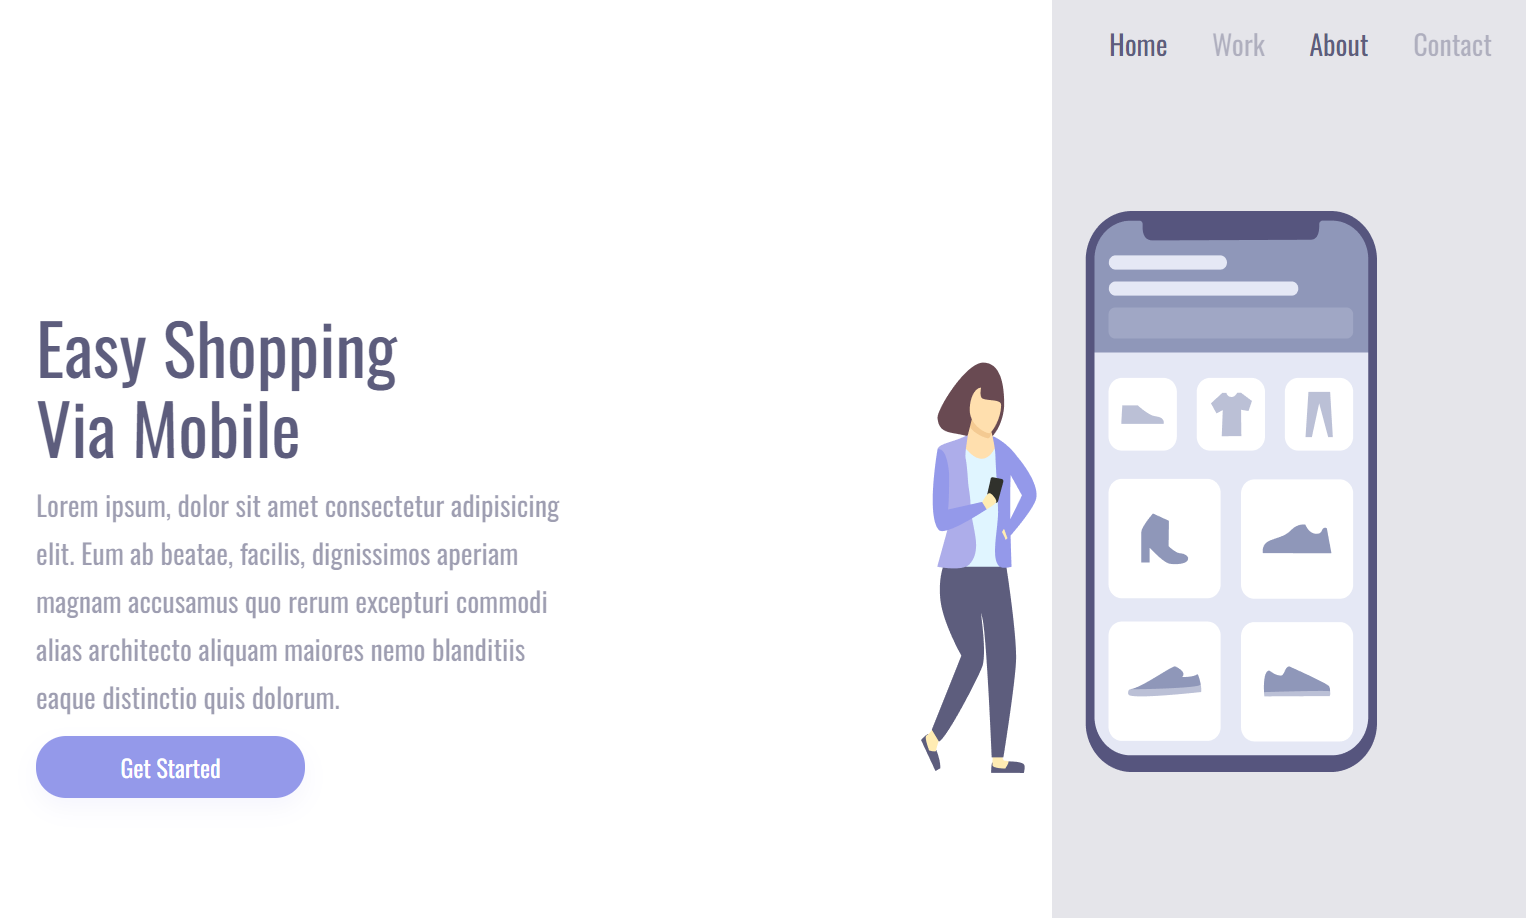 Home Work About Contact
Easy Shopping
Via Mobile
Lorem ipsum, dolor sit amet consectetur adipisicing
elit. Eum ab beatae, facilis, dignissimos aperiam
magnam accusamus quo rerum excepturi commodi
alias architecto aliquam maiores nemo blanditiis
eaque distinctio quis dolorum.
Get Started